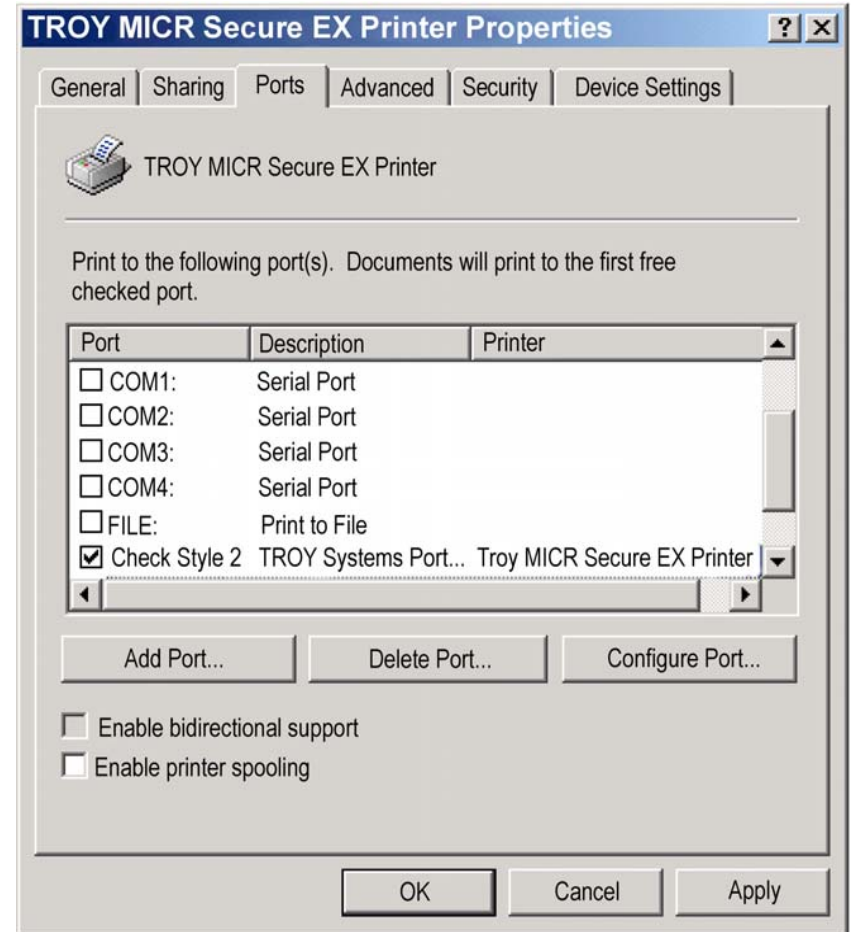 TROY MICR Secure EX Printer Properties
General Sharing Ports Advanced Security Device Settings
TROY MICR Secure EX Printer
Print to the following port(s). Documents will print to the first free
checked port.
Port Description Printer
COM1: Serial Port
COM2: Serial Port
COM3: Serial Port
COM4: Serial Port
FILE: Print to File
Check Style 2 TROY Systems Port... Troy MICR Secure EX Printer
Add Port... Delete Port... Configure Port...
Enable bidirectional support
Enable printer spooling
OK Cancel Apply